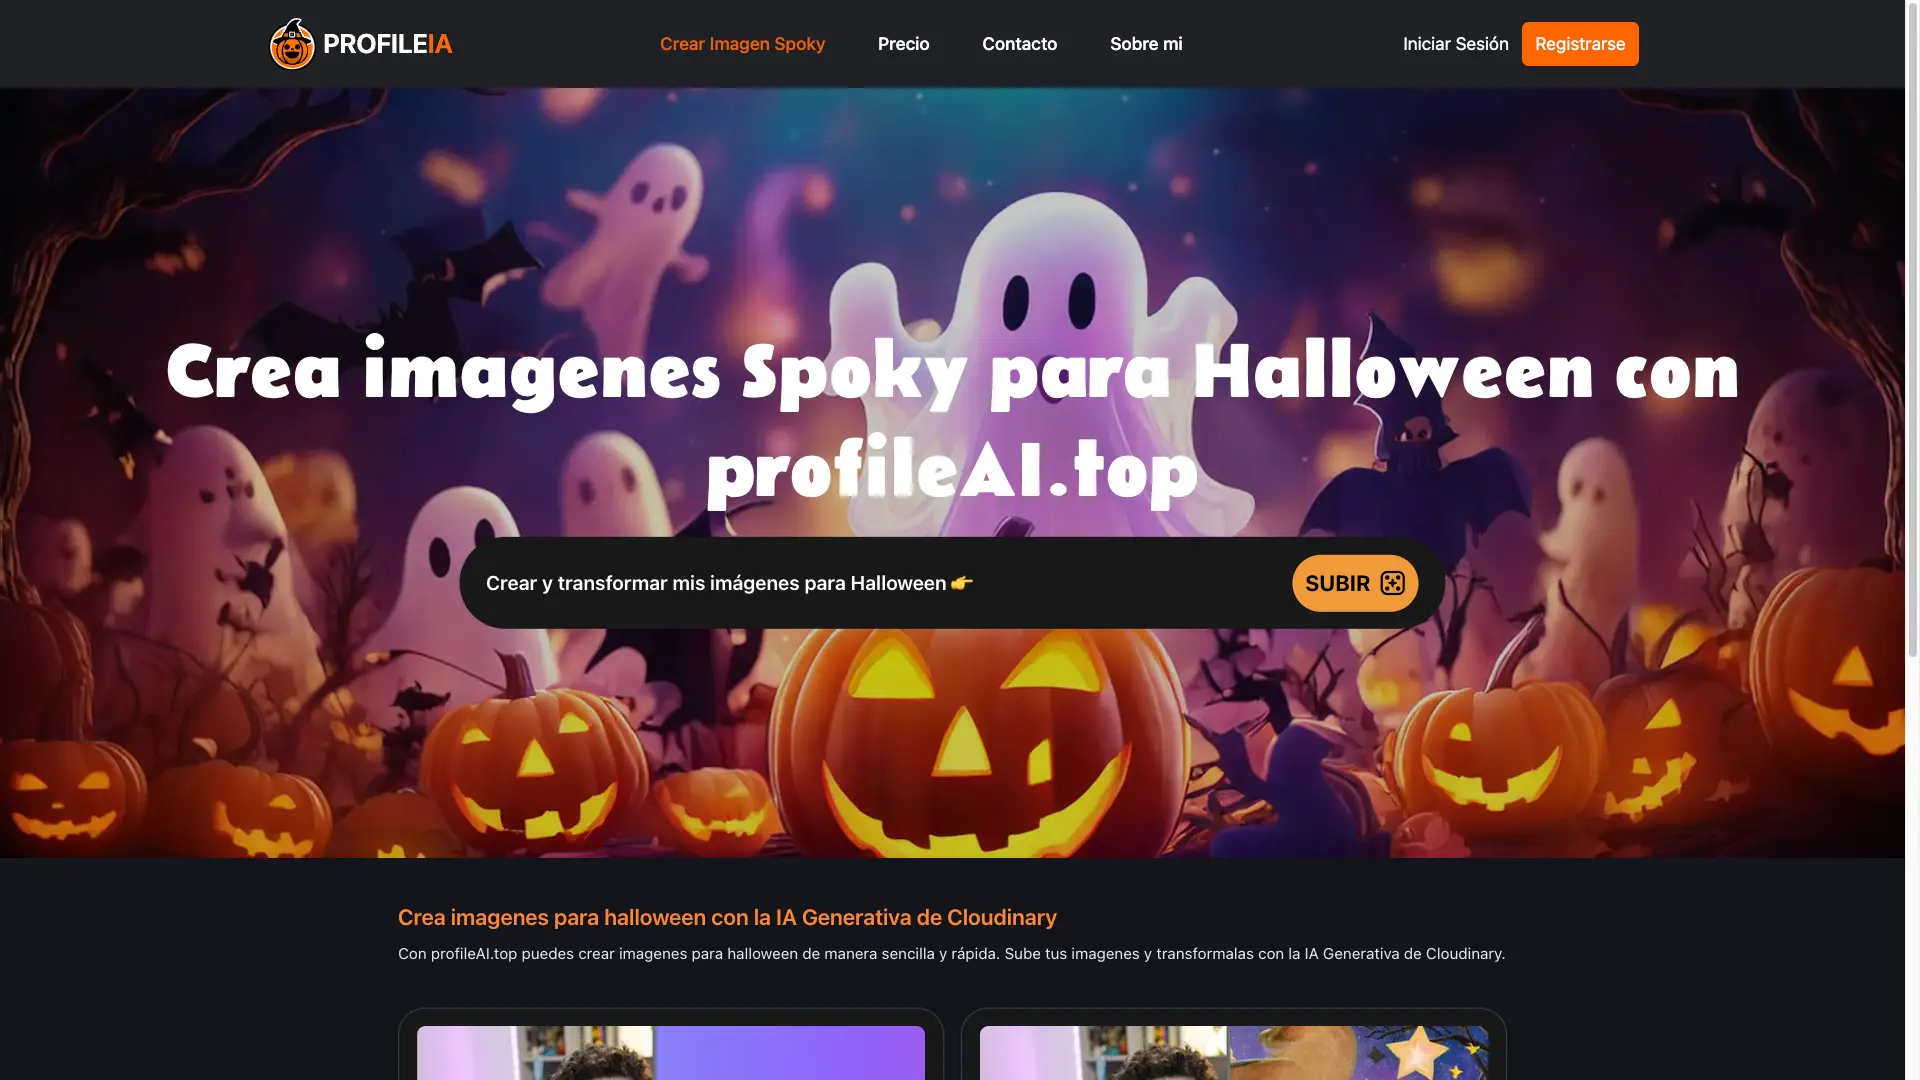 PROFILEIA
Crear Imagen Spoky
Precio
Contacto
Sobre mi
Iniciar Sesión
Registrarse
Crea imagenes Spoky para Halloween con
profileAI.top
Crear y transformar mis imágenes para Halloween 👉
SUBIR
Crea imagenes para halloween con la IA Generativa de Cloudinary
Con profileAI.top puedes crear imagenes para halloween de manera sencilla y rápida. Sube tus imagenes y transformalas con la IA Generativa de Cloudinary.